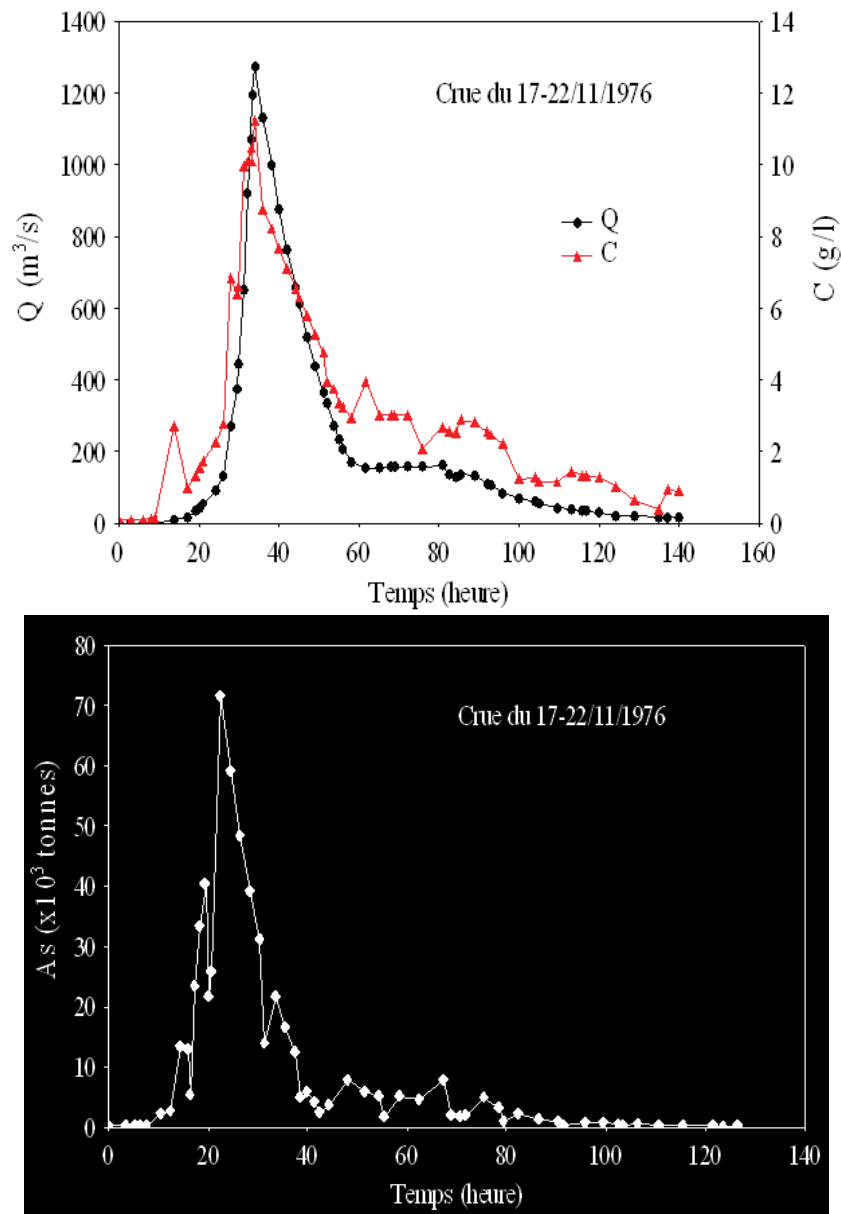 1400
1200
1000
800
600
400
200
0
Q (m³/s)
14
12
10
8
6
4
2
0
C (g/l)
Crue du 17-22/11/1976
Q
C
0 20 40 60 80 100 120 140 160
Temps (heure)
80
70
60
50
40
30
20
10
0
As (x10³ tonnes)
Crue du 17-22/11/1976
0 20 40 60 80 100 120 140
Temps (heure)